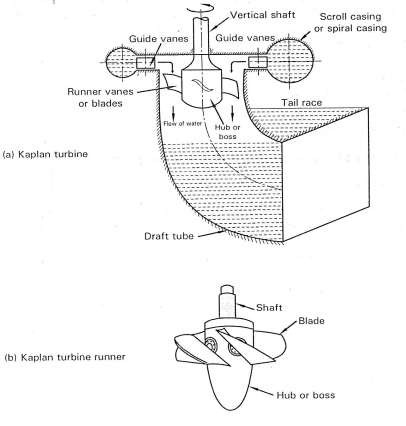 Vertical shaft
Scroll casing
or spiral casing
Guide vanes
Guide vanes
Runner vanes
or blades
Flow of water
Hub or
boss
Tail race
(a) Kaplan turbine
Draft tube
Shaft
Blade
(b) Kaplan turbine runner
Hub or boss